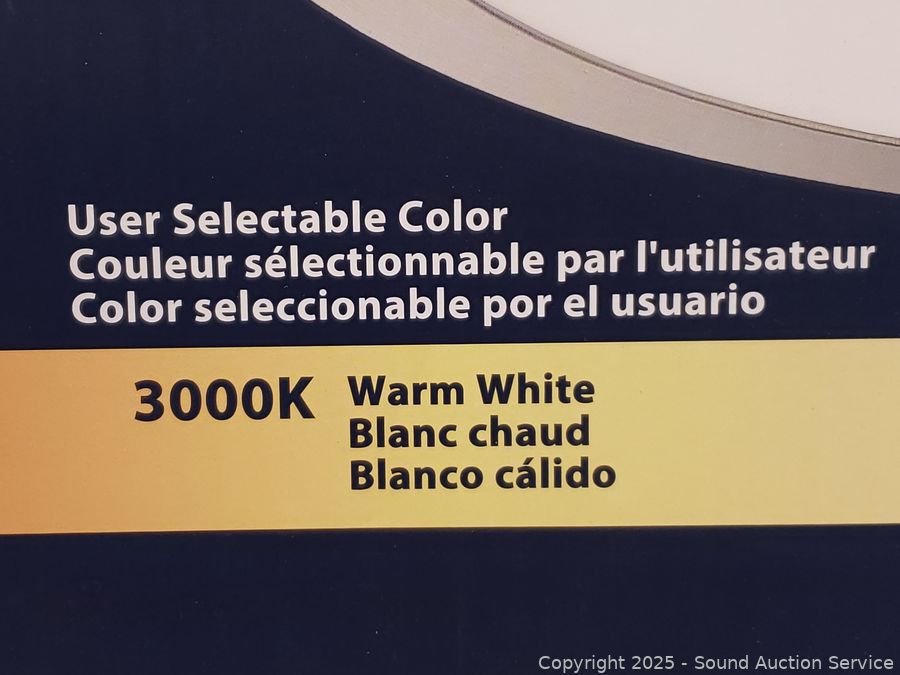 User Selectable Color
Couleur sélectionnable par l'utilisateur
Color seleccionable por el usuario
3000K Warm White
Blanc chaud
Blanco cálido
Copyright 2025 - Sound Auction Service